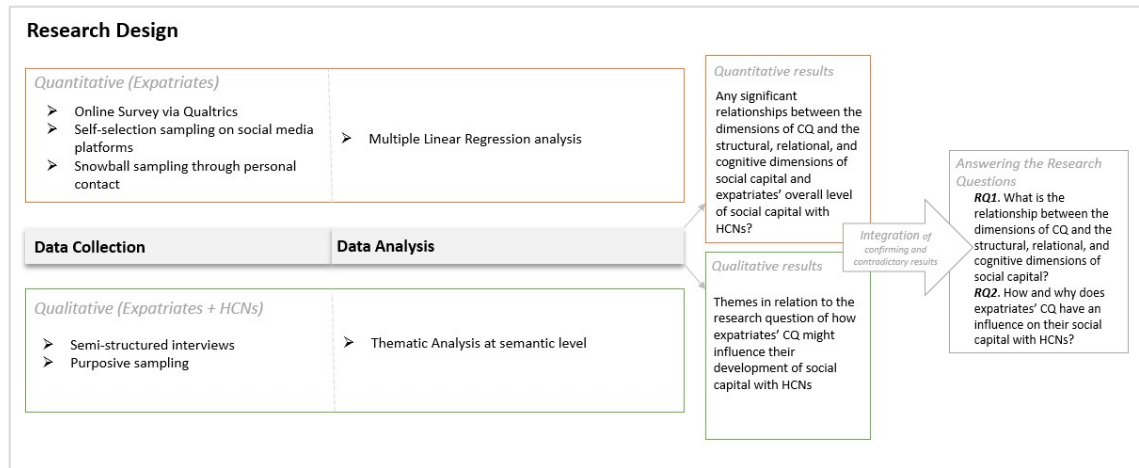 Research Design
Quantitative (Expatriates)
➢ Online Survey via Qualtrics
➢ Self-selection sampling on social media
platforms
➢ Snowball sampling through personal
contact
➢ Multiple Linear Regression analysis
Data Collection
Data Analysis
Qualitative (Expatriates + HCNs)
➢ Semi-structured interviews
➢ Purposive sampling
➢ Thematic Analysis at semantic level
Quantitative results
Any significant
relationships between the
dimensions of CQ and the
structural, relational, and
cognitive dimensions of
social capital and
expatriates' overall level
of social capital with
HCNs?
Qualitative results
Themes in relation to the
research question of how
expatriates' CQ might
influence their
development of social
capital with HCNs
Integration of
confirming and
contradictory results
Answering the Research
Questions
RQ1. What is the
relationship between the
dimensions of CQ and the
structural, relational, and
cognitive dimensions of
social capital?
RQ2. How and why does
expatriates' CQ have an
influence on their social
capital with HCNs?